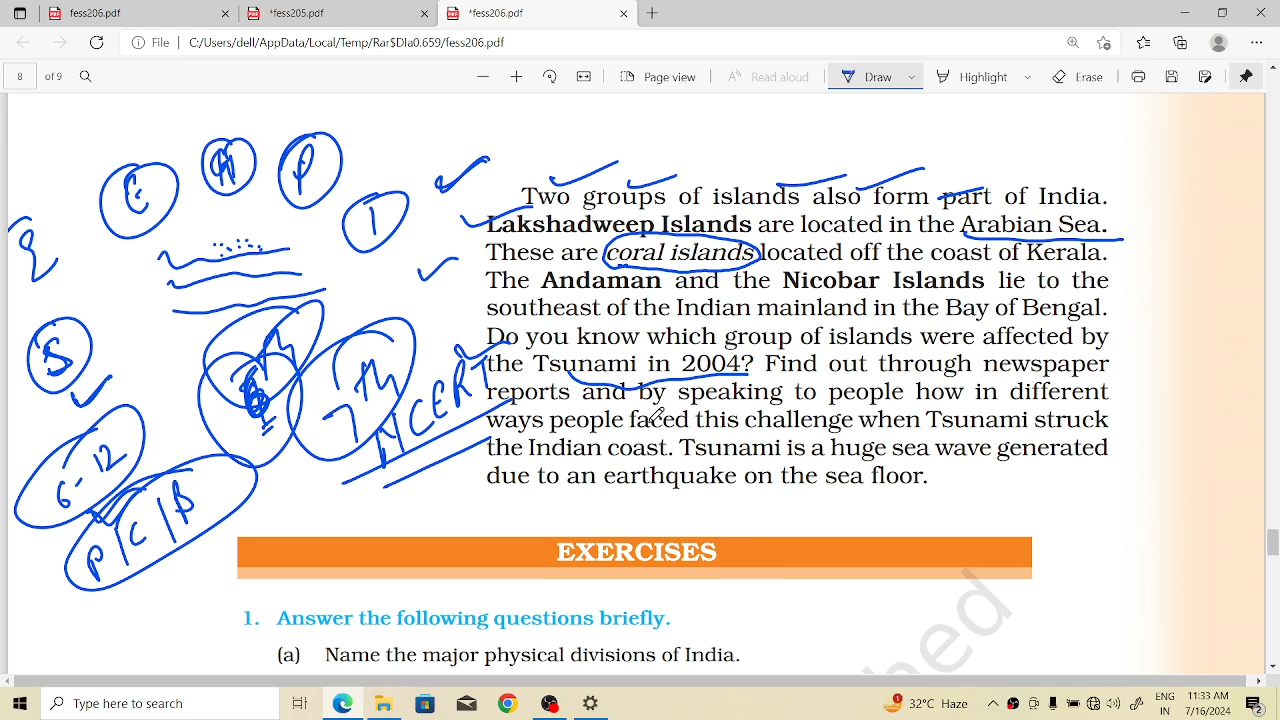 fess206.pdf
*fess205.pdf
*fess206.pdf
File
C:/Users/dell/AppData/Local/Temp/Rar$DIa0.659/fess206.pdf
8 of 9
Page view
Read aloud
Draw
Highlight
Erase
E
H
P
I
S
6-12
P/C/B
7th
NCERT
Two groups of islands also form part of India.
Lakshadweep Islands are located in the Arabian Sea.
These are coral islands located off the coast of Kerala.
The Andaman and the Nicobar Islands lie to the
southeast of the Indian mainland in the Bay of Bengal.
Do you know which group of islands were affected by
the Tsunami in 2004? Find out through newspaper
reports and by speaking to people how in different
ways people faced this challenge when Tsunami struck
the Indian coast. Tsunami is a huge sea wave generated
due to an earthquake on the sea floor.
EXERCISES
1. Answer the following questions briefly.
(a) Name the major physical divisions of India.
Type here to search
1
32°C Haze
ENG
IN
11:33 AM
7/16/2024
2